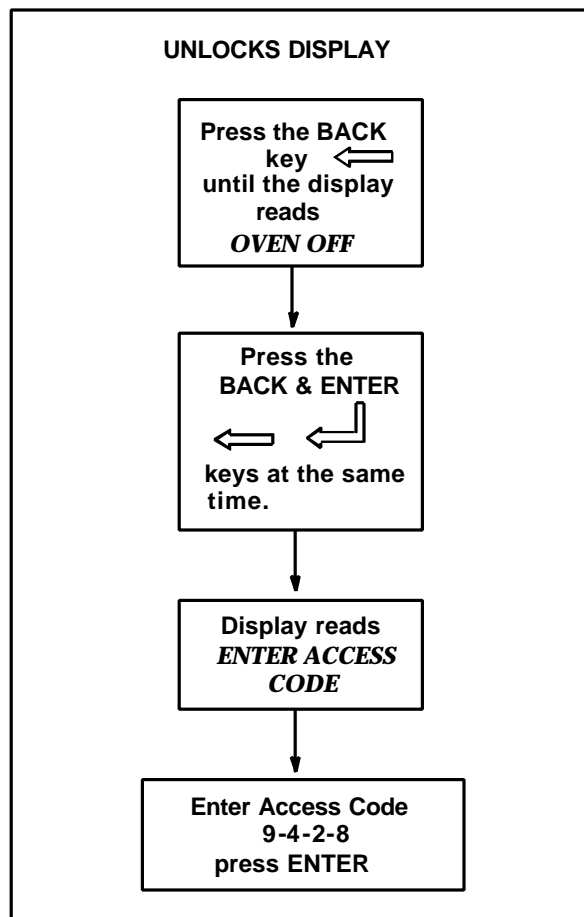 UNLOCKS DISPLAY
Press the BACK
key
until the display
reads
OVEN OFF
Press the
BACK & ENTER
keys at the same
time.
Display reads
ENTER ACCESS
CODE
Enter Access Code
9-4-2-8
press ENTER